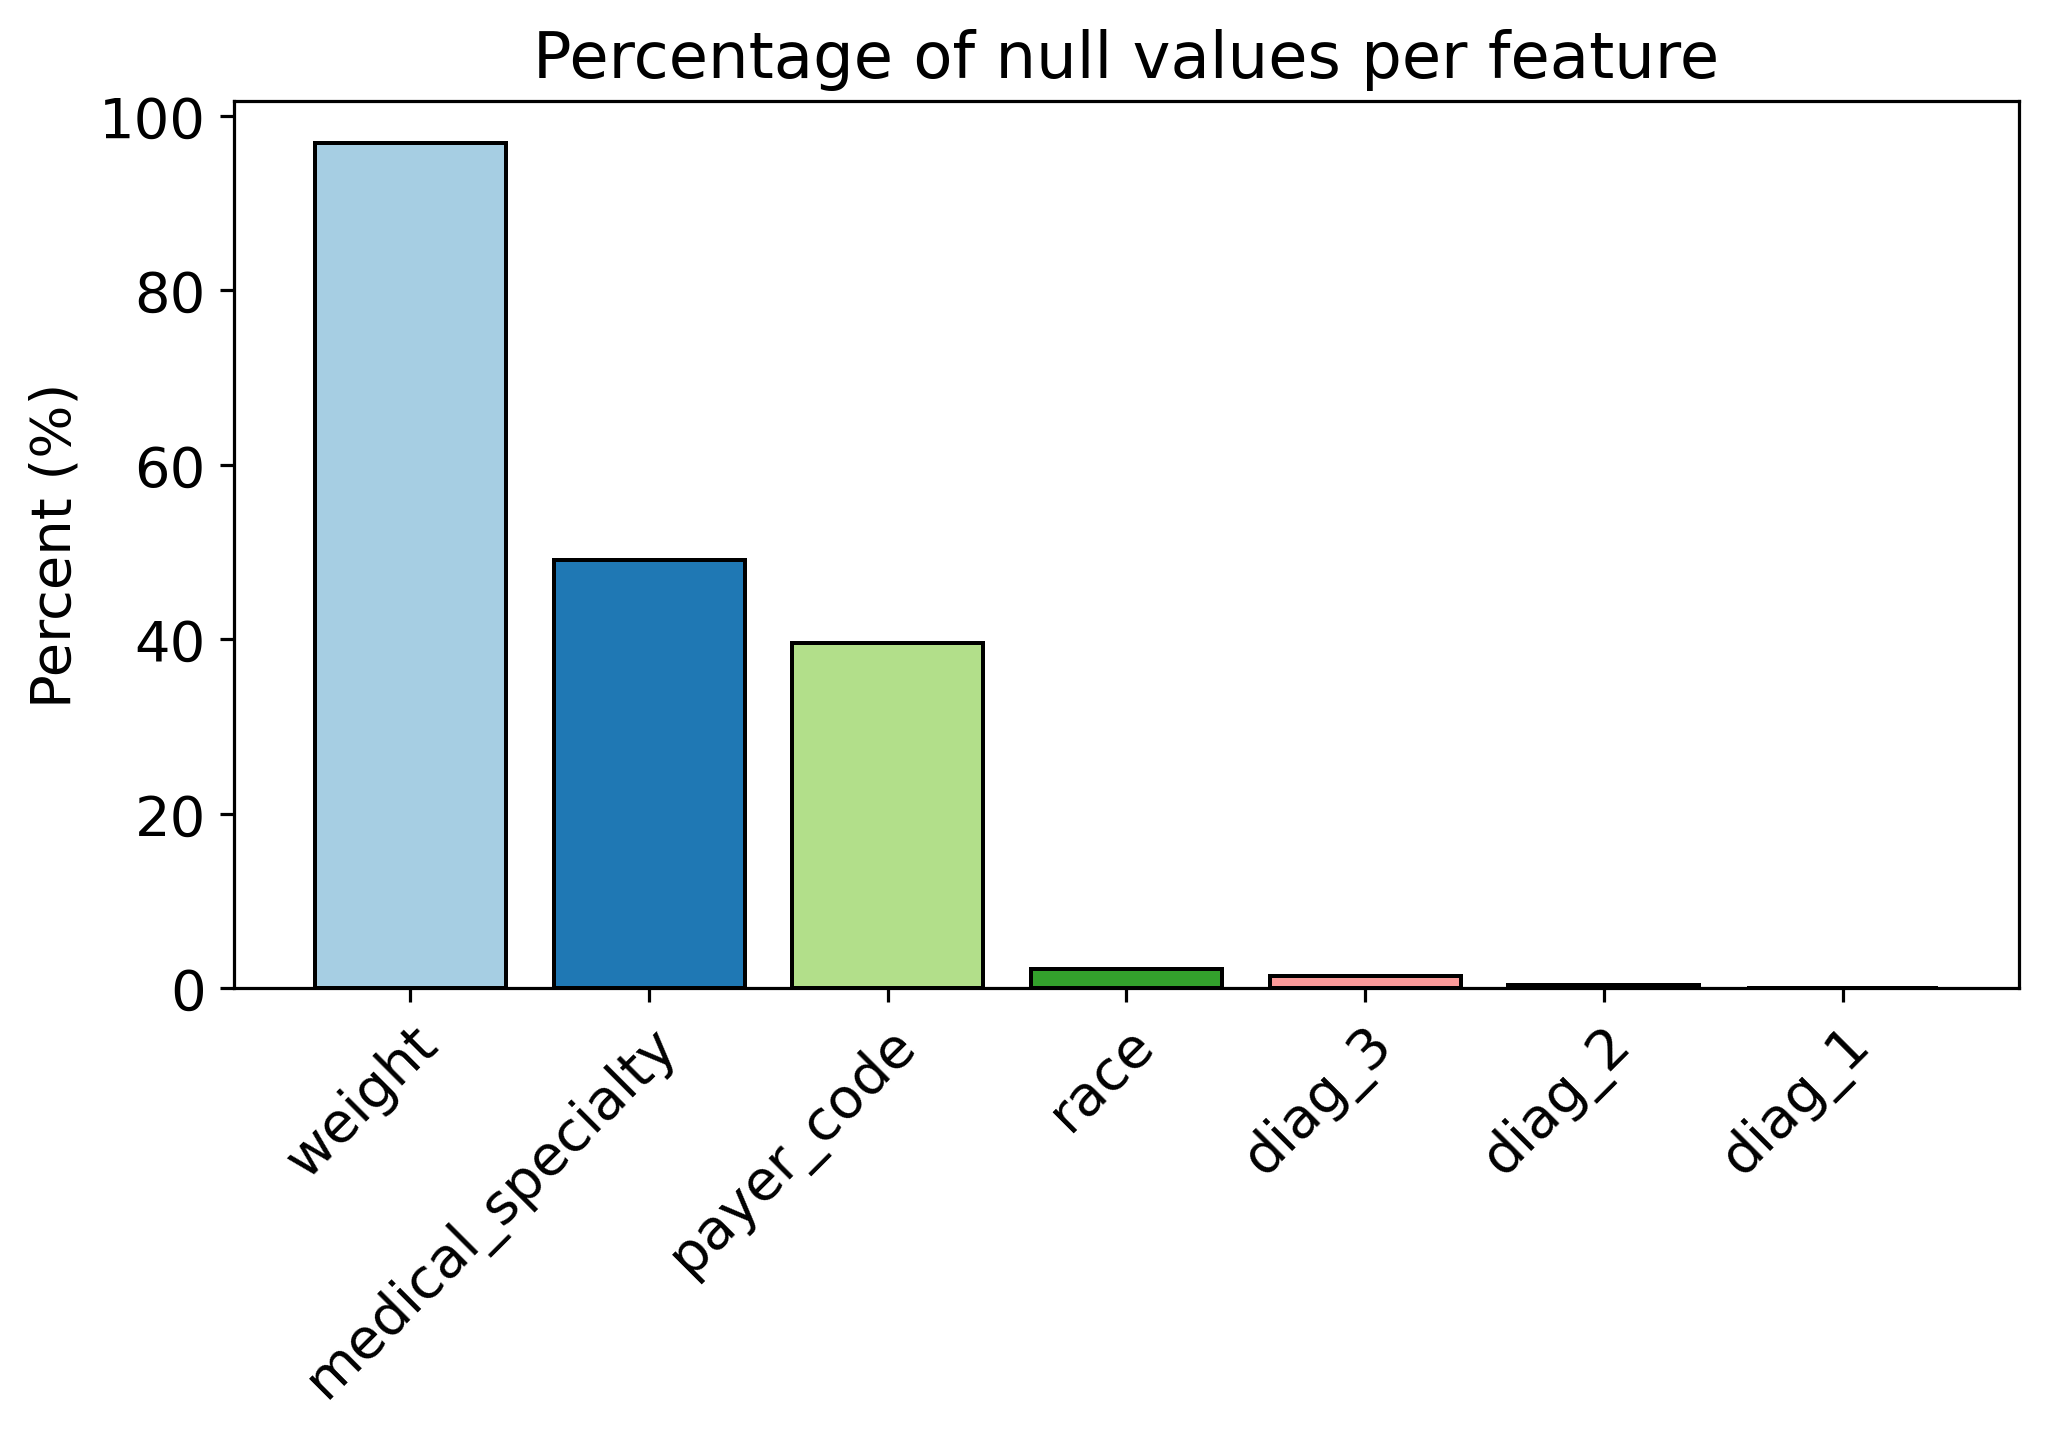 Percentage of null values per feature
Percent (%)
100
80
60
40
20
0
weight
medical_specialty
payer_code
race
diag_3
diag_2
diag_1